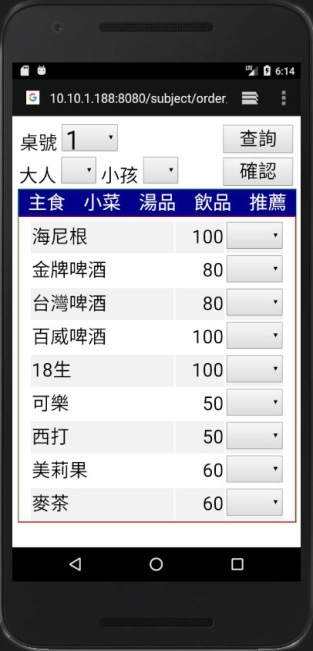 6:14
10.10.1.188:8080/subject/order.
桌號 1 查詢
大人 小孩 確認
主食 小菜 湯品 飲品 推薦
海尼根 100
金牌啤酒 80
台灣啤酒 80
百威啤酒 100
18生 100
可樂 50
西打 50
美莉果 60
麥茶 60